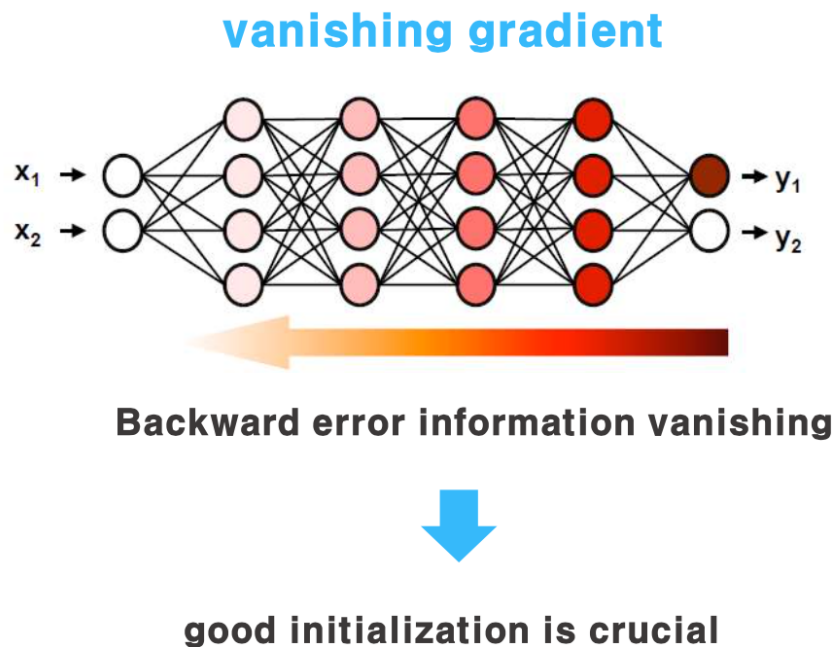 vanishing gradient
x₁ → → y₁
x₂ → → y₂
Backward error information vanishing
good initialization is crucial